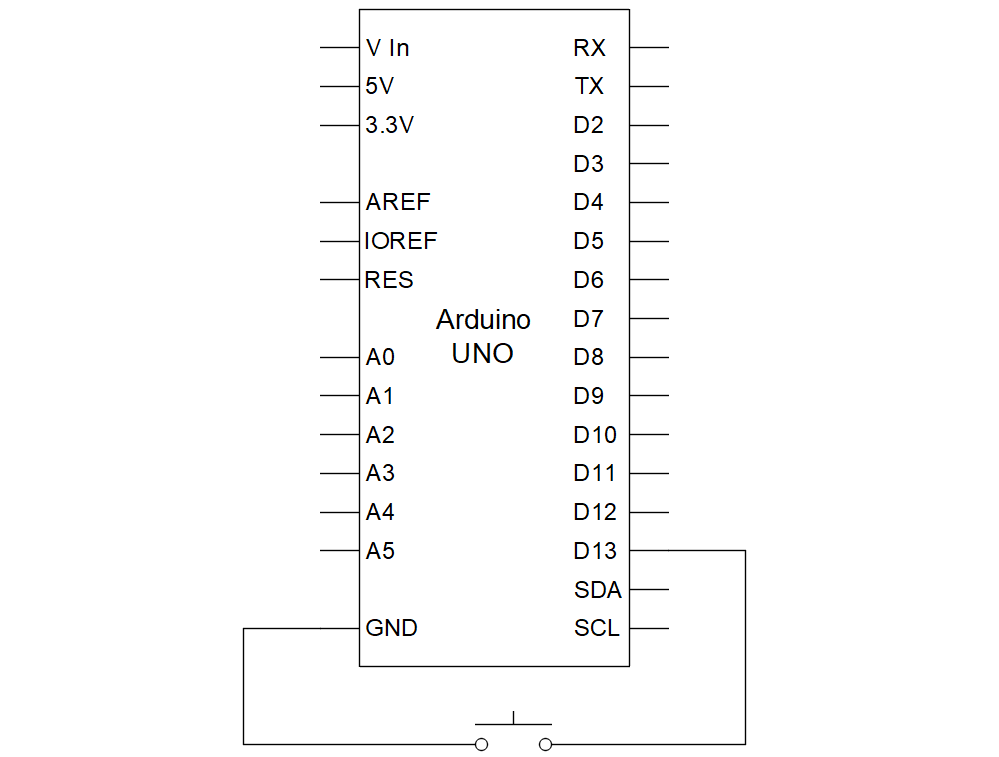 V In
5V
3.3V
AREF
IOREF
RES
A0
A1
A2
A3
A4
A5
GND
Arduino
UNO
RX
TX
D2
D3
D4
D5
D6
D7
D8
D9
D10
D11
D12
D13
SDA
SCL